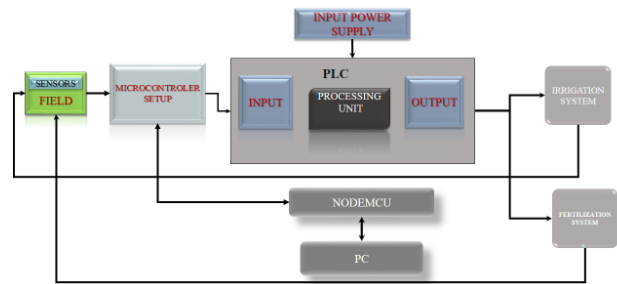 INPUT POWER
SUPPLY
SENSORS
FIELD
MICROCONTROLER
SETUP
PLC
INPUT
PROCESSING
UNIT
OUTPUT
IRRIGATION
SYSTEM
NODEMCU
FERTILIZATION
SYSTEM
PC